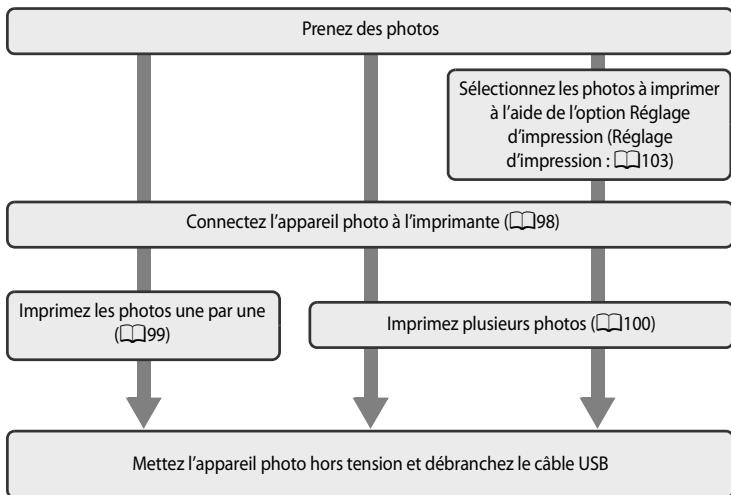 Prenez des photos
Sélectionnez les photos à imprimer
à l’aide de l’option Réglage
d’impression (Réglage
d’impression : 103)
Connectez l’appareil photo à l’imprimante (98)
Imprimez les photos une par une
(99)
Imprimez plusieurs photos (100)
Mettez l’appareil photo hors tension et débranchez le câble USB